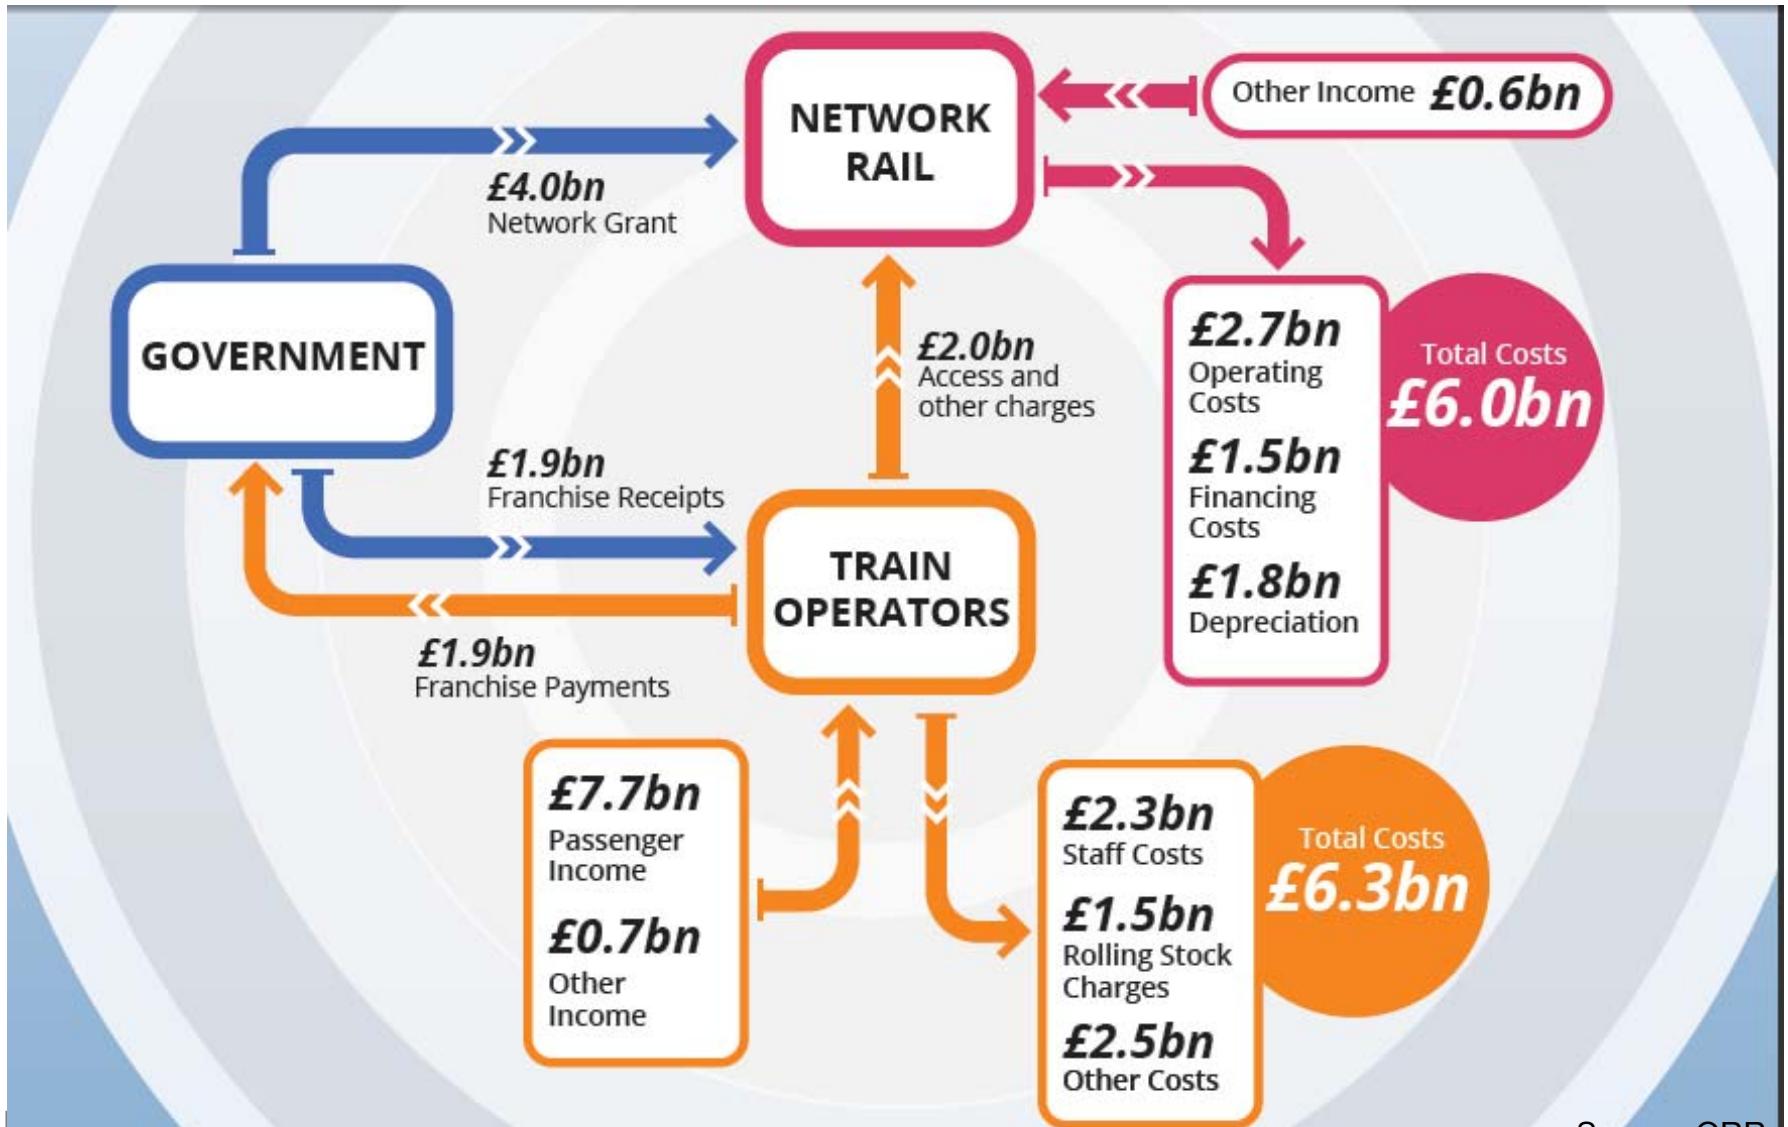 NETWORK
RAIL
Other Income £0.6bn
£4.0bn
Network Grant
GOVERNMENT
£2.0bn
Access and
other charges
£2.7bn
Operating
Costs
£1.5bn
Financing
Costs
£1.8bn
Depreciation
Total Costs
£6.0bn
£1.9bn
Franchise Receipts
TRAIN
OPERATORS
£1.9bn
Franchise Payments
£7.7bn
Passenger
Income
£0.7bn
Other
Income
£2.3bn
Staff Costs
£1.5bn
Rolling Stock
Charges
£2.5bn
Other Costs
Total Costs
£6.3bn